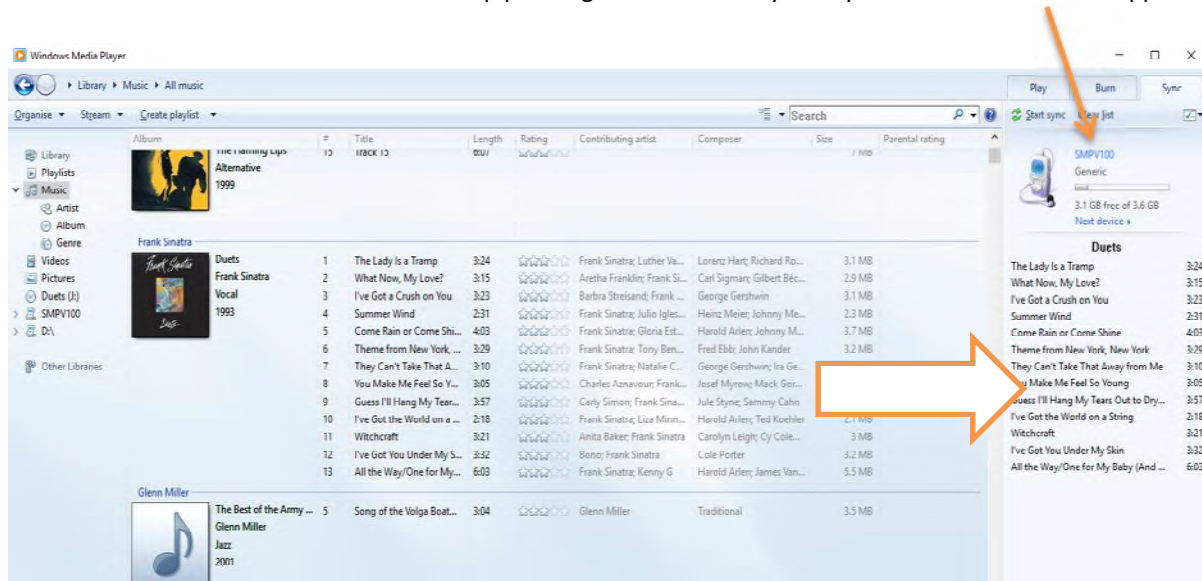 Windows Media Player
Library ▸ Music ▸ All music
Play Burn Sync
Organise Stream Create playlist Search Start sync Clear list
Album # Title Length Rating Contributing artist Composer Size Parental rating
Library
Playlists
Music
Artist
Album
Genre
Videos
Pictures
Duets (J:)
SMPV100
D:\
Other Libraries
The Flaming Lips 13 Track 13 6:07 7 MB
Alternative
1999
Frank Sinatra
Duets
Frank Sinatra
Vocal
1993
1 The Lady Is a Tramp 3:24 Frank Sinatra; Luther Va... Lorenz Hart; Richard Ro... 3.1 MB
2 What Now, My Love? 3:15 Aretha Franklin; Frank Si... Carl Sigman; Gilbert Béc... 2.9 MB
3 I've Got a Crush on You 3:23 Barbra Streisand; Frank ... George Gershwin 3.1 MB
4 Summer Wind 2:31 Frank Sinatra; Julio Igles... Heinz Meier; Johnny Me... 2.3 MB
5 Come Rain or Come Shi... 4:03 Frank Sinatra; Gloria Est... Harold Arlen; Johnny M... 3.7 MB
6 Theme from New York, ... 3:29 Frank Sinatra; Tony Ben... Fred Ebb; John Kander 3.2 MB
7 They Can't Take That A... 3:10 Frank Sinatra; Natalie C... George Gershwin; Ira Ge...
8 You Make Me Feel So Y... 3:05 Charles Aznavour; Frank... Josef Myrow; Mack Gor...
9 Guess I'll Hang My Tear... 3:57 Carly Simon; Frank Sina... Jule Styne; Sammy Cahn
10 I've Got the World on a ... 2:18 Frank Sinatra; Liza Minn... Harold Arlen; Ted Koehler 2.1 MB
11 Witchcraft 3:21 Anita Baker; Frank Sinatra Carolyn Leigh; Cy Cole... 3 MB
12 I've Got You Under My S... 3:32 Bono; Frank Sinatra Cole Porter 3.2 MB
13 All the Way/One for My... 6:03 Frank Sinatra; Kenny G Harold Arlen; James Van... 5.5 MB
Glenn Miller
The Best of the Army ... 5 Song of the Volga Boat... 3:04 Glenn Miller Traditional 3.5 MB
Glenn Miller
Jazz
2001
SMPV100
Generic
3.1 GB free of 3.6 GB
Next device
Duets
The Lady Is a Tramp 3:24
What Now, My Love? 3:15
I've Got a Crush on You 3:23
Summer Wind 2:31
Come Rain or Come Shine 4:03
Theme from New York, New York 3:29
They Can't Take That Away from Me 3:10
You Make Me Feel So Young 3:05
Guess I'll Hang My Tears Out to Dry... 3:57
I've Got the World on a String 2:18
Witchcraft 3:21
I've Got You Under My Skin 3:32
All the Way/One for My Baby (And ... 6:03